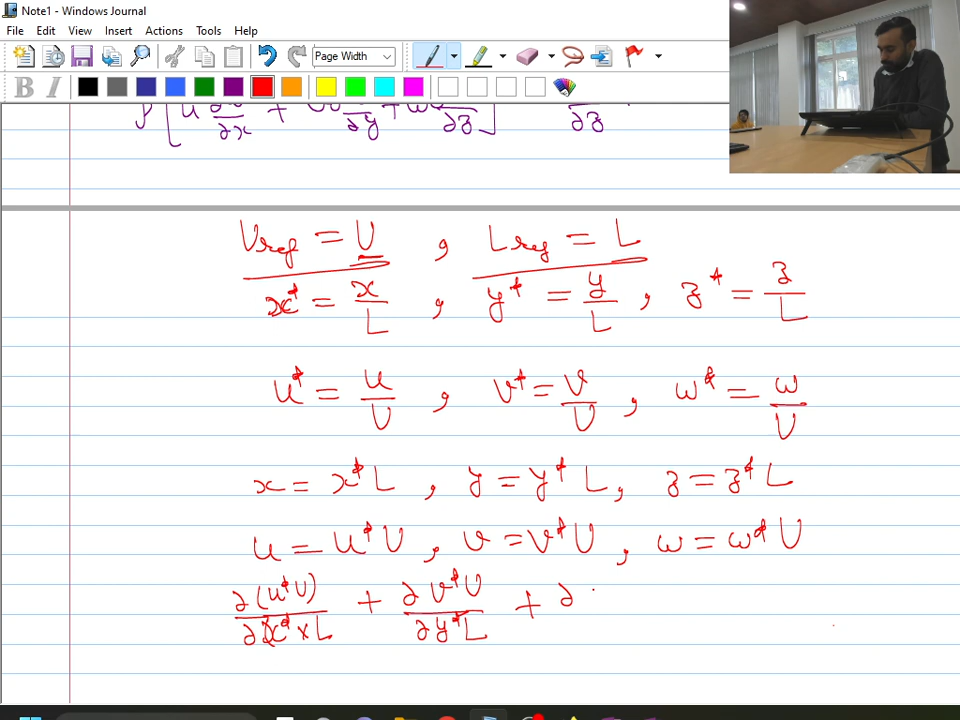 Note1 - Windows Journal
File Edit View Insert Actions Tools Help
Page Width
B I
∂x ∂y ∂z ∂z
Vref = U , Lref = L
x* = x/L , y* = y/L , z* = z/L
u* = u/U , v* = v/U , w* = w/U
x = x*L , y = y*L , z = z*L
u = u*U , v = v*U , w = w*U
∂(u*U)/∂x*×L + ∂v*U/∂y*L + ∂